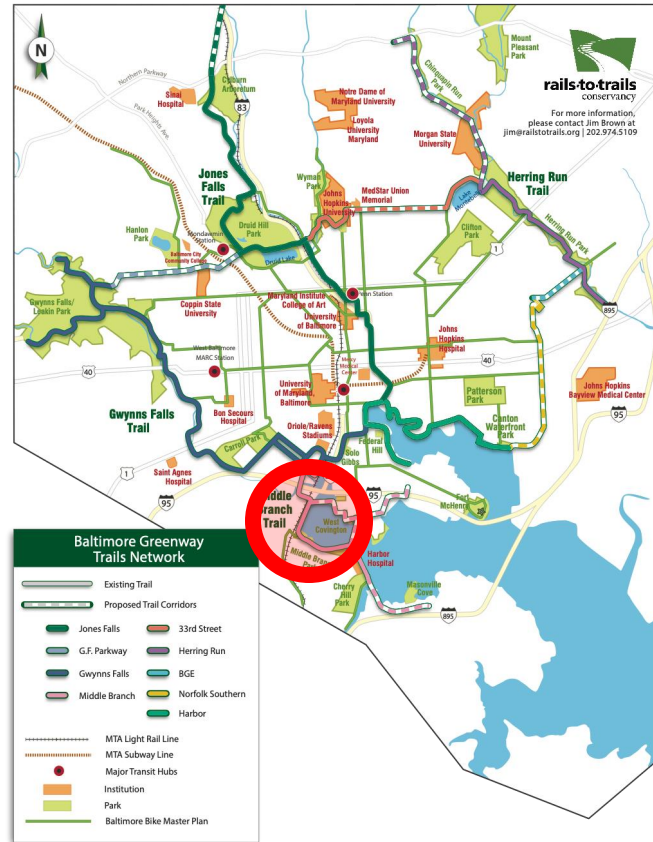 N
rails-to-trails
conservancy
For more information,
please contact Jim Brown at
jim@railstotrails.org | 202.974.5109
Mount
Pleasant
Park
Chinquapin Run
Park
Northern Parkway
Park Heights Ave.
Sinai
Hospital
Cylburn
Arboretum
83
Notre Dame of
Maryland University
Loyola
University
Maryland
Morgan State
University
Jones
Falls
Trail
Wyman
Park
Johns
Hopkins
University
MedStar Union
Memorial
Lake
Montebello
Herring Run
Trail
Herring Run Park
Hanlon
Park
Mondawmin
Station
Baltimore City
Community College
Druid Hill
Park
Druid Lake
Clifton
Park
1
Gwynns Falls/
Leakin Park
Coppin State
University
Maryland Institute
College of Art
University
of Baltimore
Penn Station
895
West Baltimore
MARC Station
40
Mercy
Medical
Center
Johns
Hopkins
Hospital
40
University
of Maryland,
Baltimore
Patterson
Park
Johns Hopkins
Bayview Medical Center
Gwynns Falls
Trail
Bon Secours
Hospital
Oriole/Ravens
Stadiums
Canton
Waterfront
Park
95
Carroll Park
Federal
Hill
Solo
Gibbs
1
Saint Agnes
Hospital
95
95
Fort
McHenry
Middle
Branch
Trail
West
Covington
Middle Branch
Park
Harbor
Hospital
Cherry
Hill
Park
Masonville
Cove
895
Baltimore Greenway
Trails Network
Existing Trail
Proposed Trail Corridors
Jones Falls
33rd Street
G.F. Parkway
Herring Run
Gwynns Falls
BGE
Middle Branch
Norfolk Southern
Harbor
MTA Light Rail Line
MTA Subway Line
Major Transit Hubs
Institution
Park
Baltimore Bike Master Plan